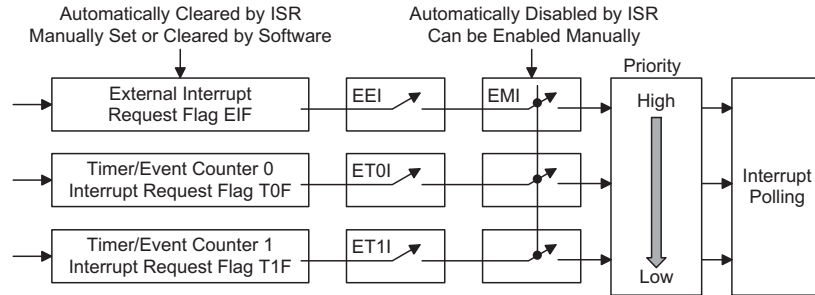 Automatically Cleared by ISR
Manually Set or Cleared by Software
Automatically Disabled by ISR
Can be Enabled Manually
Priority
External Interrupt
Request Flag EIF
EEI
EMI
High
Timer/Event Counter 0
Interrupt Request Flag T0F
ET0I
Interrupt
Polling
Timer/Event Counter 1
Interrupt Request Flag T1F
ET1I
Low